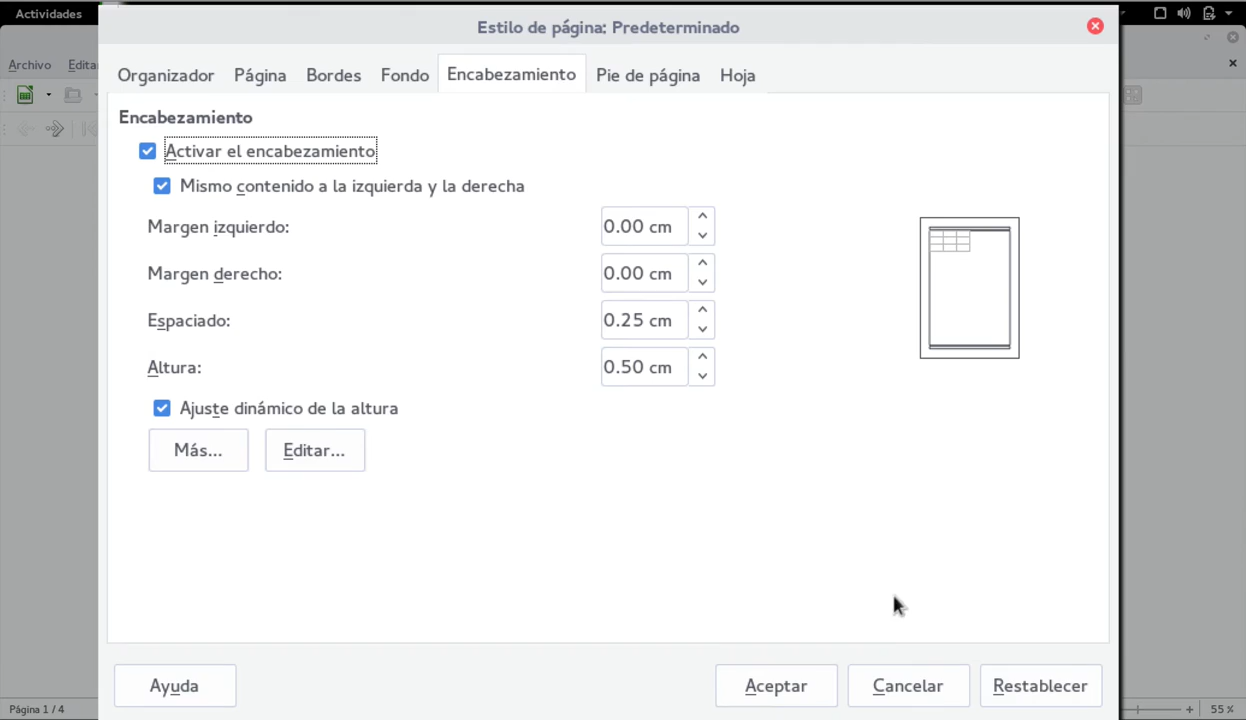 Actividades
Estilo de página: Predeterminado
Archivo Edita
Organizador Página Bordes Fondo Encabezamiento Pie de página Hoja
Encabezamiento
Activar el encabezamiento
Mismo contenido a la izquierda y la derecha
Margen izquierdo: 0.00 cm
Margen derecho: 0.00 cm
Espaciado: 0.25 cm
Altura: 0.50 cm
Ajuste dinámico de la altura
Más... Editar...
Ayuda Aceptar Cancelar Restablecer
Página 1 / 4 55 %